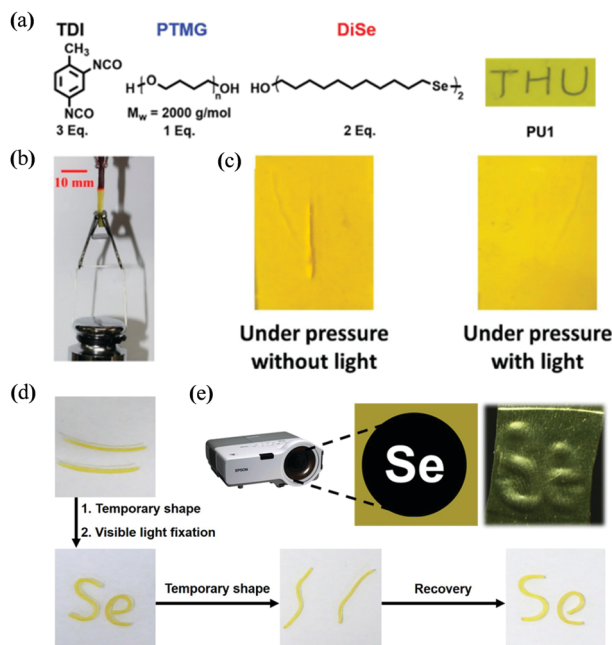 (a)
TDI
PTMG
DiSe
CH₃
NCO
NCO
3 Eq.
H(O OH)n
Mw = 2000 g/mol
1 Eq.
HO( Se)2
2 Eq.
THU
PU1
(b)
10 mm
(c)
Under pressure
without light
Under pressure
with light
(d)
1. Temporary shape
2. Visible light fixation
Se
Temporary shape
Recovery
Se
(e)
EPSON
Se
Se